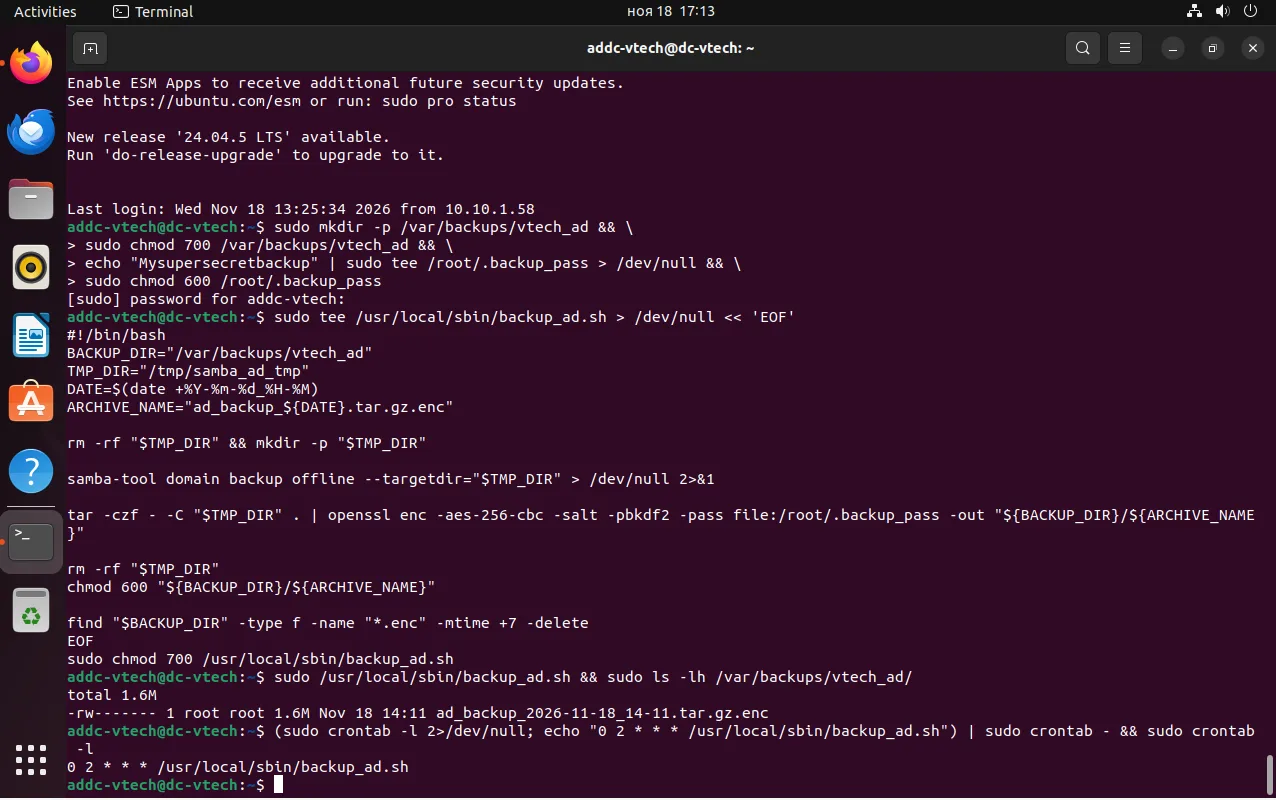 Activities
Terminal
ноя 18 17:13
addc-vtech@dc-vtech: ~
Enable ESM Apps to receive additional future security updates.
See https://ubuntu.com/esm or run: sudo pro status
New release '24.04.5 LTS' available.
Run 'do-release-upgrade' to upgrade to it.
Last login: Wed Nov 18 13:25:34 2026 from 10.10.1.58
addc-vtech@dc-vtech:~$ sudo mkdir -p /var/backups/vtech_ad && \
> sudo chmod 700 /var/backups/vtech_ad && \
> echo "Mysupersecretbackup" | sudo tee /root/.backup_pass > /dev/null && \
> sudo chmod 600 /root/.backup_pass
[sudo] password for addc-vtech:
addc-vtech@dc-vtech:~$ sudo tee /usr/local/sbin/backup_ad.sh > /dev/null << 'EOF'
#!/bin/bash
BACKUP_DIR="/var/backups/vtech_ad"
TMP_DIR="/tmp/samba_ad_tmp"
DATE=$(date +%Y-%m-%d_%H-%M)
ARCHIVE_NAME="ad_backup_${DATE}.tar.gz.enc"
rm -rf "$TMP_DIR" && mkdir -p "$TMP_DIR"
samba-tool domain backup offline --targetdir="$TMP_DIR" > /dev/null 2>&1
tar -czf - -C "$TMP_DIR" . | openssl enc -aes-256-cbc -salt -pbkdf2 -pass file:/root/.backup_pass -out "${BACKUP_DIR}/${ARCHIVE_NAME
}"
rm -rf "$TMP_DIR"
chmod 600 "${BACKUP_DIR}/${ARCHIVE_NAME}"
find "$BACKUP_DIR" -type f -name "*.enc" -mtime +7 -delete
EOF
sudo chmod 700 /usr/local/sbin/backup_ad.sh
addc-vtech@dc-vtech:~$ sudo /usr/local/sbin/backup_ad.sh && sudo ls -lh /var/backups/vtech_ad/
total 1.6M
-rw------- 1 root root 1.6M Nov 18 14:11 ad_backup_2026-11-18_14-11.tar.gz.enc
addc-vtech@dc-vtech:~$ (sudo crontab -l 2>/dev/null; echo "0 2 * * * /usr/local/sbin/backup_ad.sh") | sudo crontab - && sudo crontab
 -l
0 2 * * * /usr/local/sbin/backup_ad.sh
addc-vtech@dc-vtech:~$